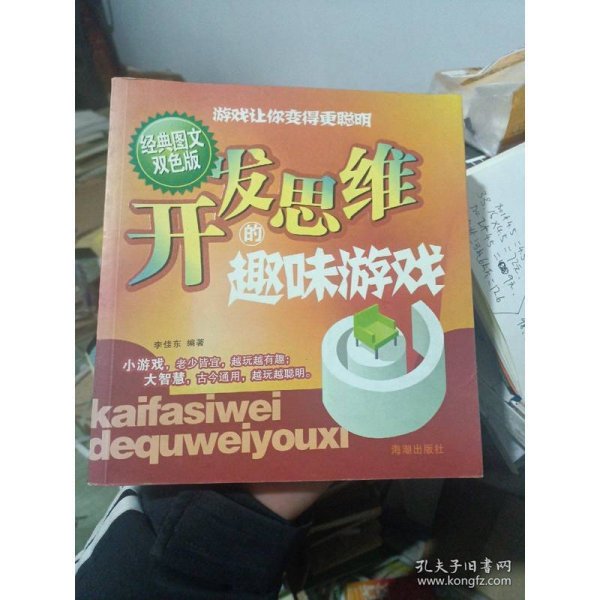 游戏让你变得更聪明
经典图文
双色版
开发思维
的
趣味游戏
李佳东 编著
小游戏，老少皆宜，越玩越有趣；
大智慧，古今通用，越玩越聪明。
kaifasiwei
dequweiyouxi
海潮出版社
孔夫子旧书网
www.kongfz.com